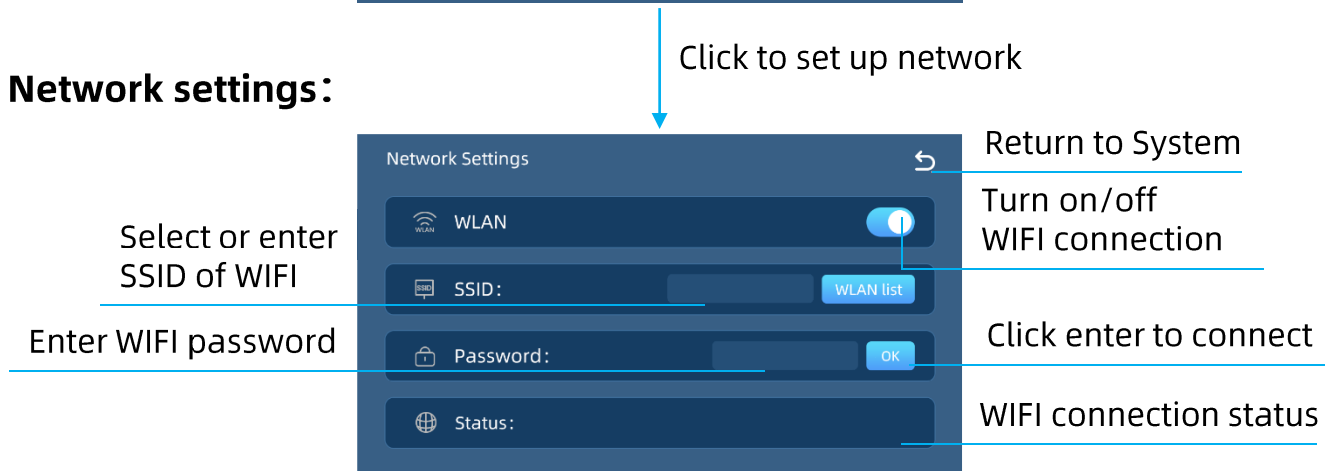 Click to set up network
Network settings：
Network Settings
Return to System
WLAN
WLAN
Turn on/off
WIFI connection
Select or enter
SSID of WIFI
SSID
SSID：
WLAN list
Enter WIFI password
Password：
OK
Click enter to connect
Status：
WIFI connection status